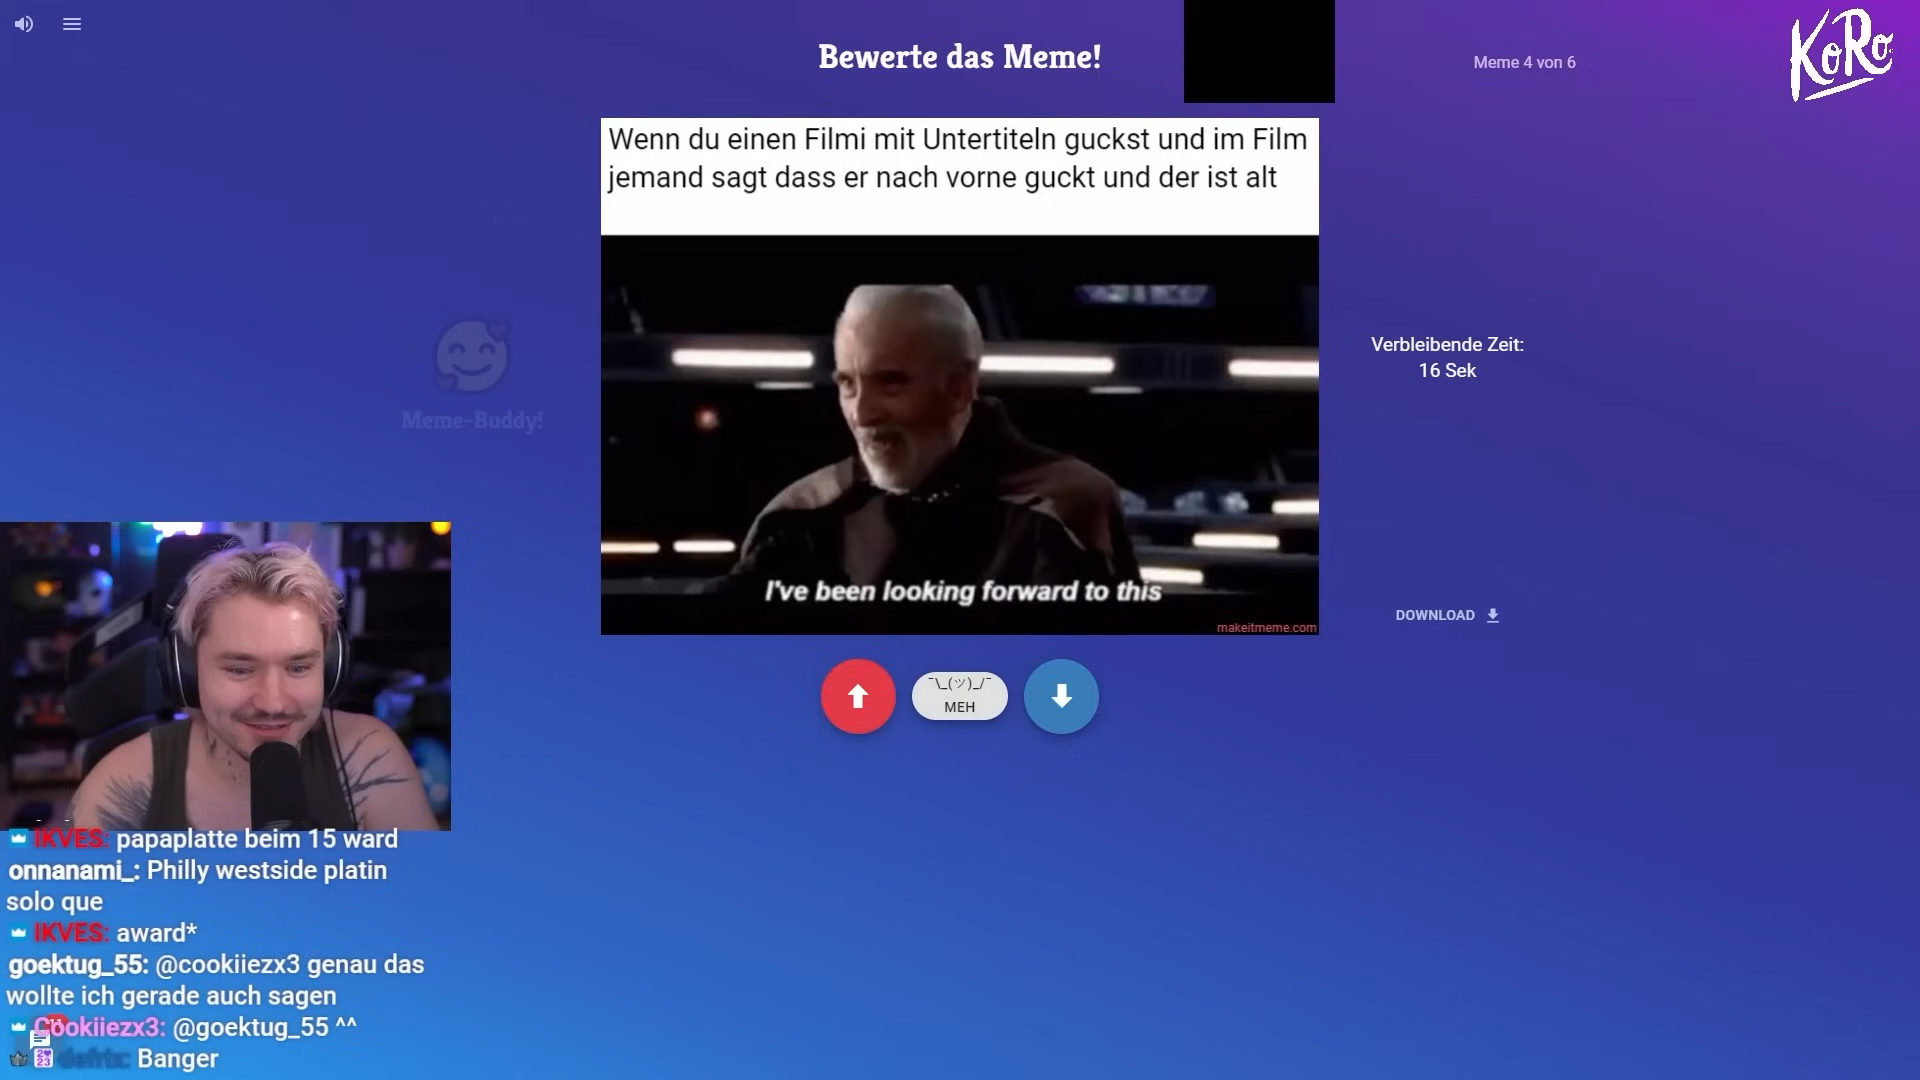 Bewerte das Meme!
Meme 4 von 6
KoRo
Wenn du einen Filmi mit Untertiteln guckst und im Film
jemand sagt dass er nach vorne guckt und der ist alt
Meme-Buddy!
Verbleibende Zeit:
16 Sek
I've been looking forward to this
makeitmeme.com
DOWNLOAD
¯\_(ツ)_/¯
MEH
IKVES: papaplatte beim 15 ward
onnanami_: Philly westside platin
solo que
IKVES: award*
goektug_55: @cookiiezx3 genau das
wollte ich gerade auch sagen
Cookiiezx3: @goektug_55 ^^
Banger